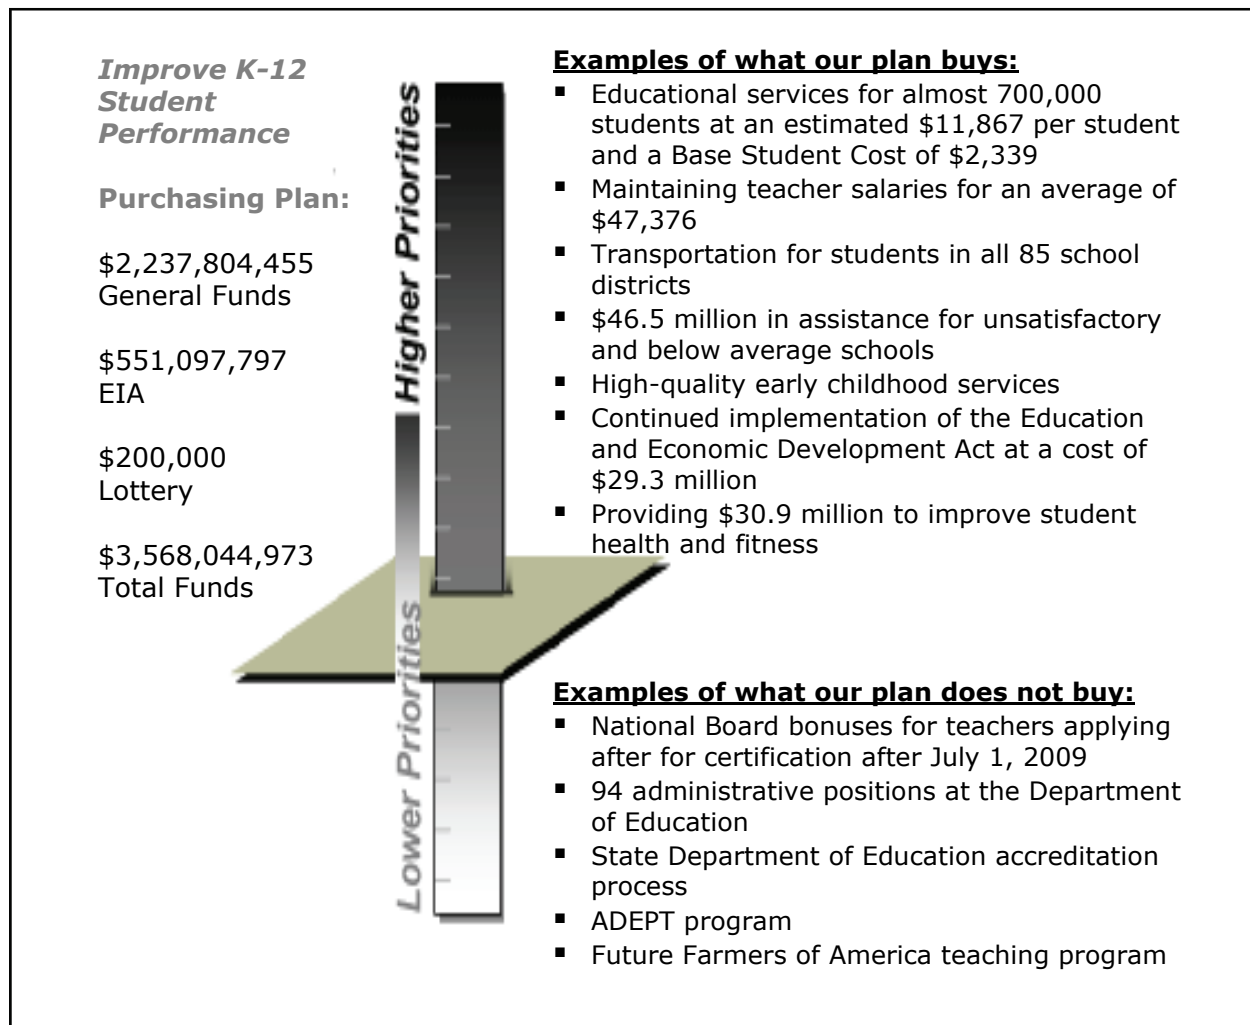 Improve K-12
Student
Performance
Purchasing Plan:
$2,237,804,455
General Funds
$551,097,797
EIA
$200,000
Lottery
$3,568,044,973
Total Funds
Higher Priorities
Lower Priorities
Examples of what our plan buys:
▪ Educational services for almost 700,000
students at an estimated $11,867 per student
and a Base Student Cost of $2,339
▪ Maintaining teacher salaries for an average of
$47,376
▪ Transportation for students in all 85 school
districts
▪ $46.5 million in assistance for unsatisfactory
and below average schools
▪ High-quality early childhood services
▪ Continued implementation of the Education
and Economic Development Act at a cost of
$29.3 million
▪ Providing $30.9 million to improve student
health and fitness
Examples of what our plan does not buy:
▪ National Board bonuses for teachers applying
after for certification after July 1, 2009
▪ 94 administrative positions at the Department
of Education
▪ State Department of Education accreditation
process
▪ ADEPT program
▪ Future Farmers of America teaching program